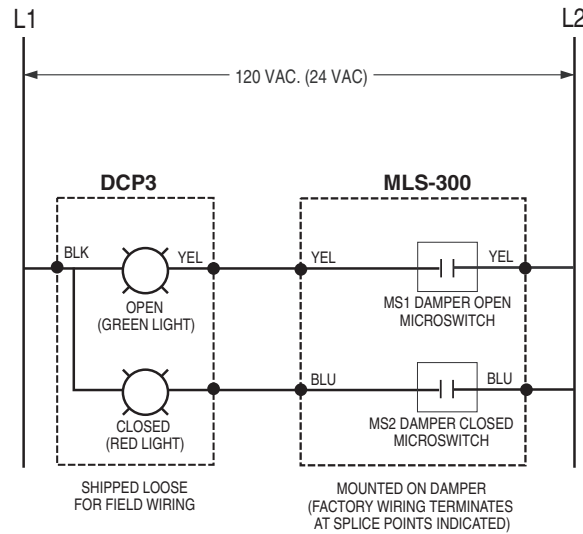 L1 L2
120 VAC. (24 VAC)
DCP3 MLS-300
BLK YEL YEL YEL
OPEN
(GREEN LIGHT)
MS1 DAMPER OPEN
MICROSWITCH
BLU BLU
CLOSED
(RED LIGHT)
MS2 DAMPER CLOSED
MICROSWITCH
SHIPPED LOOSE
FOR FIELD WIRING
MOUNTED ON DAMPER
(FACTORY WIRING TERMINATES
AT SPLICE POINTS INDICATED)